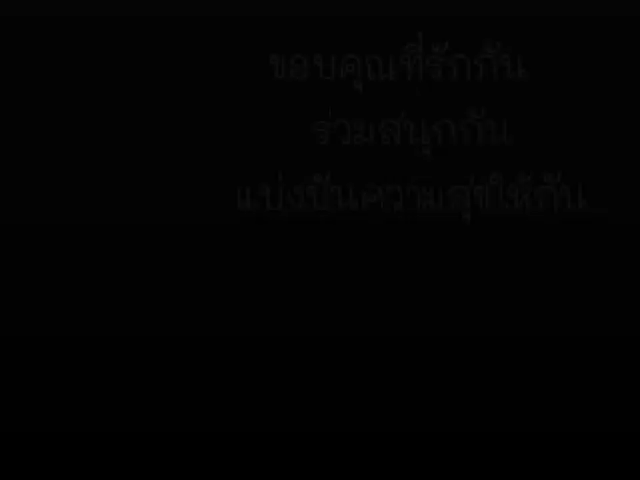 ขอบคุณที่รักกัน
ร่วมสนุกกัน
แบ่งปันความสุขให้กัน...